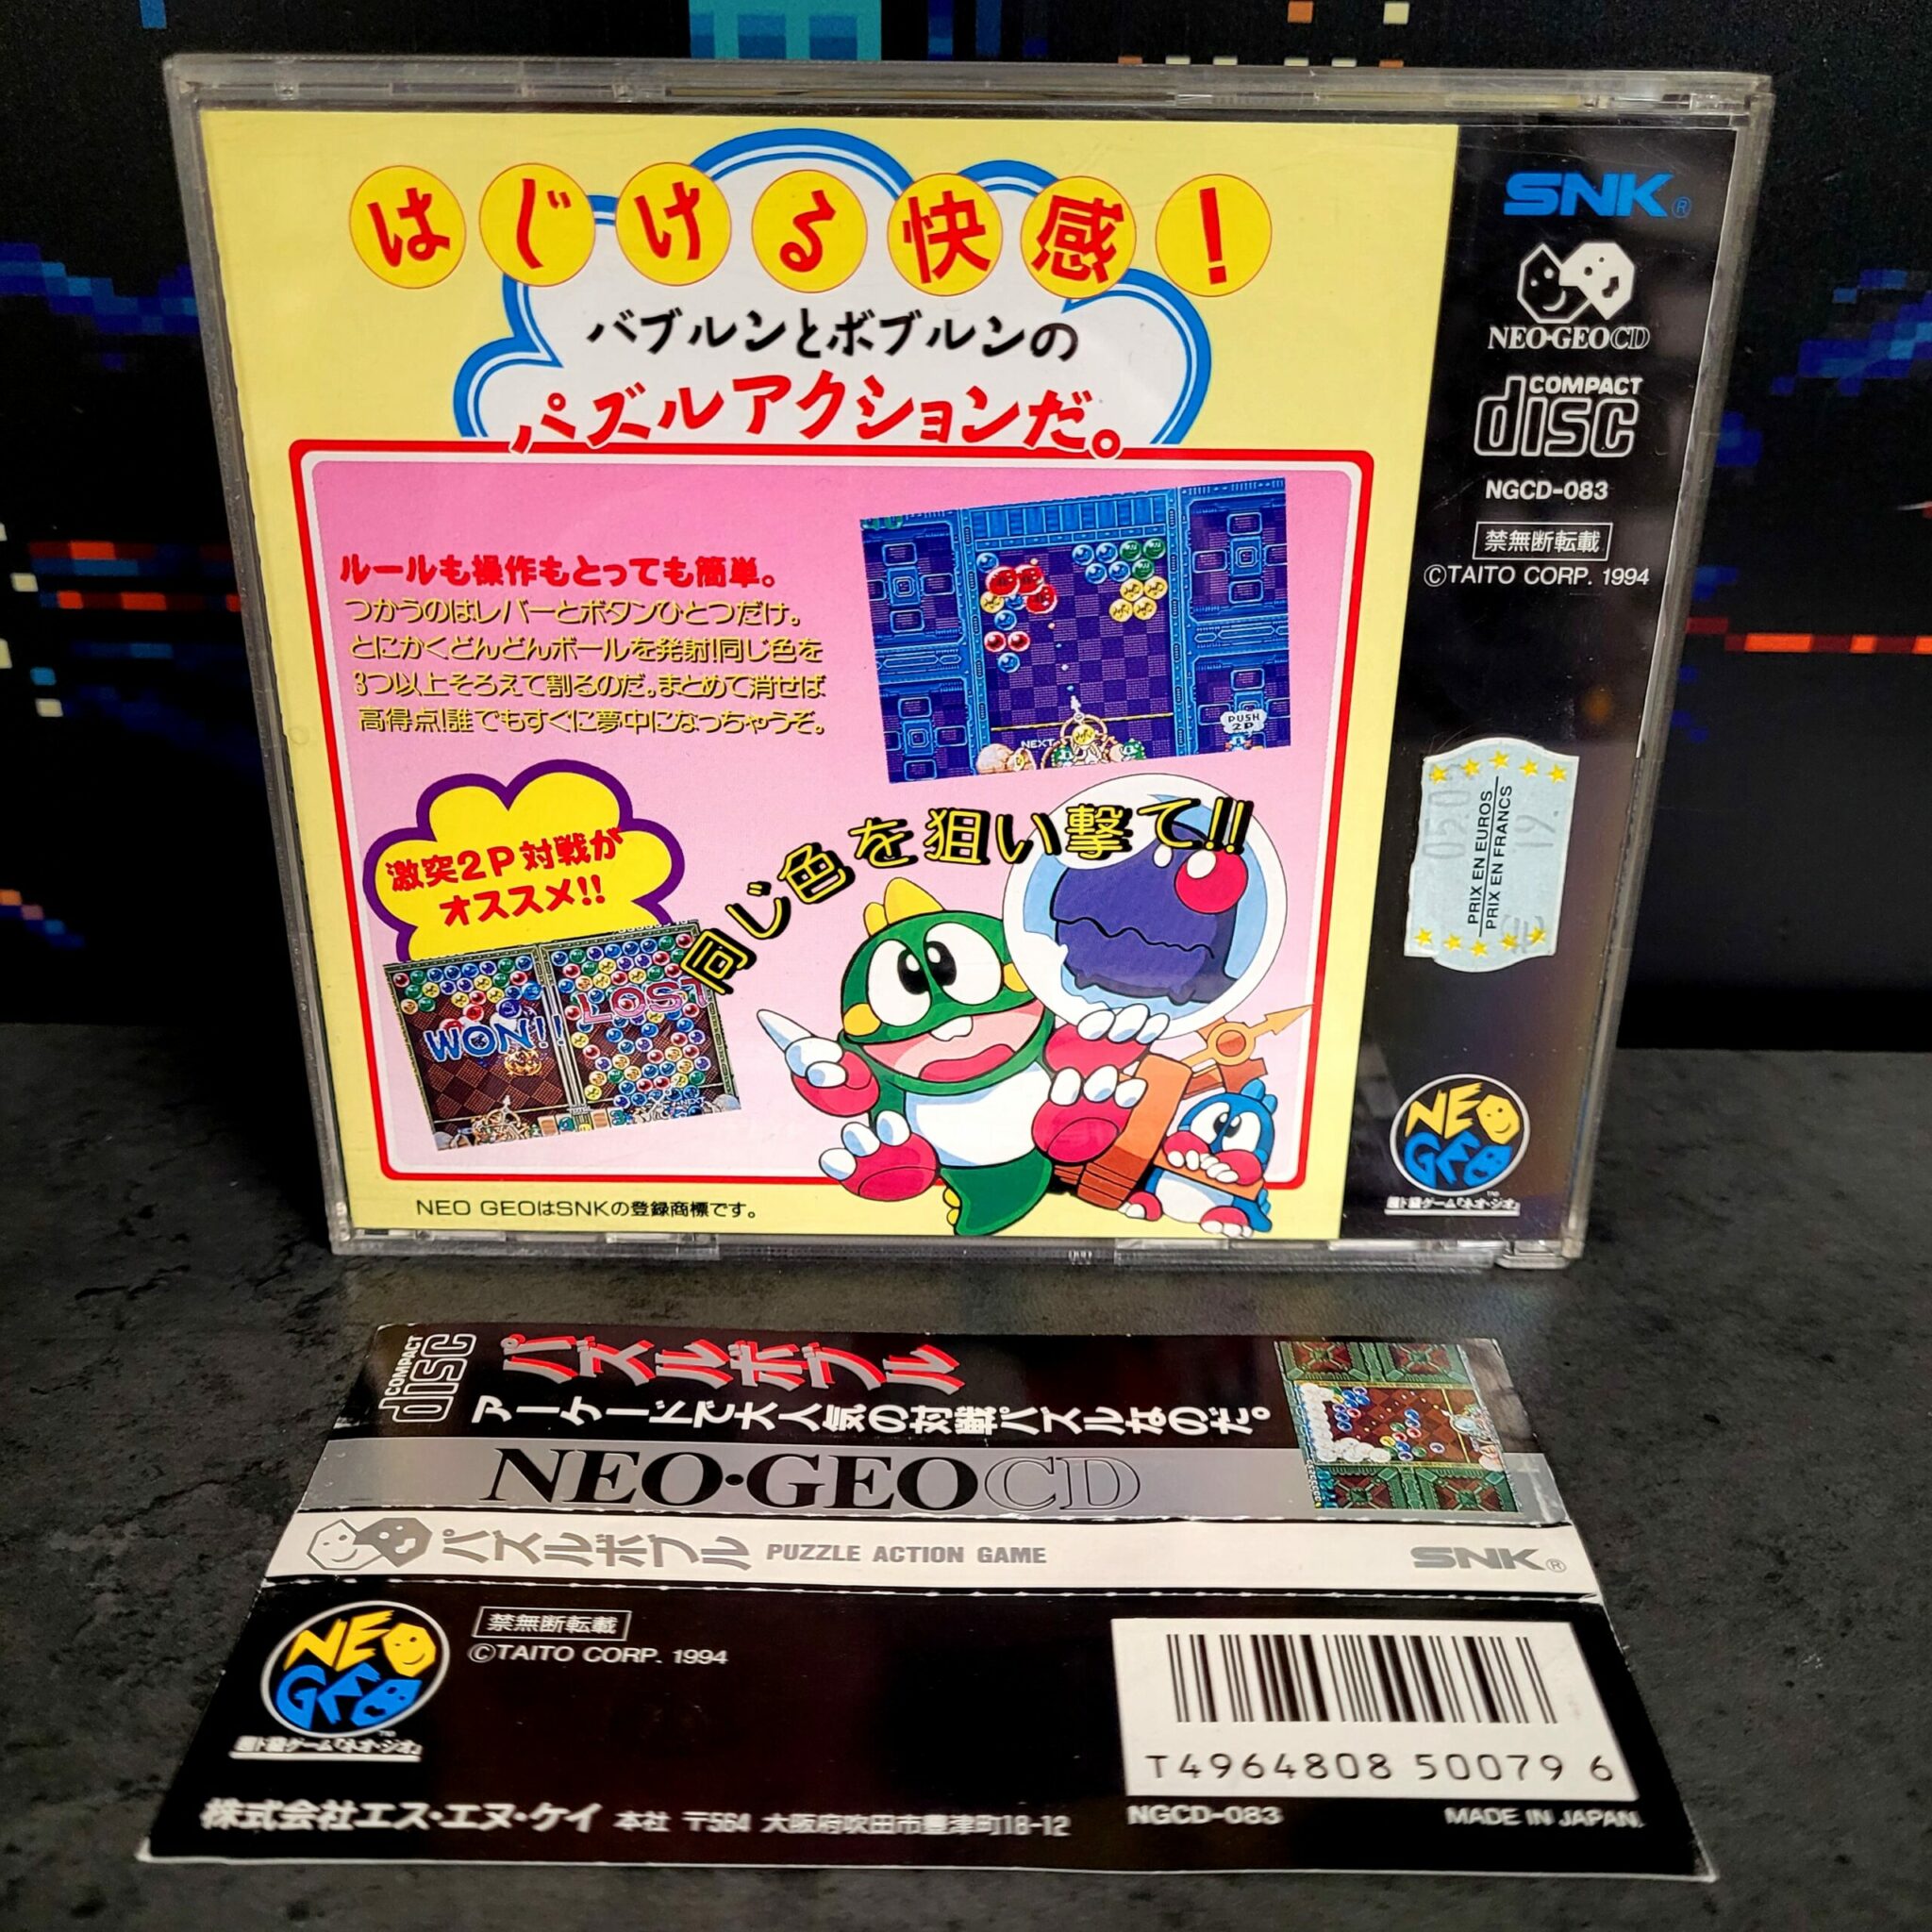 はじける快感!
バブルンとボブルンの
パズルアクションだ。
ルールも操作もとっても簡単。
つかうのはレバーとボタンひとつだけ。
とにかくどんどんボールを発射!同じ色を
3つ以上そろえて割るのだ。まとめて消せば
高得点!誰でもすぐに夢中になっちゃうぞ。
NEXT
PUSH
2P
同じ色を狙い撃て!!
激突2P対戦が
オススメ!!
WON!!
LOST
NEO GEOはSNKの登録商標です。
SNK®
NEO·GEO CD
COMPACT
disc
NGCD-083
禁無断転載
©TAITO CORP. 1994
PRIX EN EUROS
PRIX EN FRANCS
19.
€
NEO
GEO
™
COMPACT
disc
パズルボブル
アーケードで大人気の対戦パズルなのだ。
NEO·GEO CD
パズルボブル PUZZLE ACTION GAME SNK®
NEO
GEO
™
禁無断転載
©TAITO CORP. 1994
T4964808 50079 6
株式会社エス・エヌ・ケイ 本社 〒564 大阪府吹田市豊津町18-12
NGCD-083 MADE IN JAPAN.